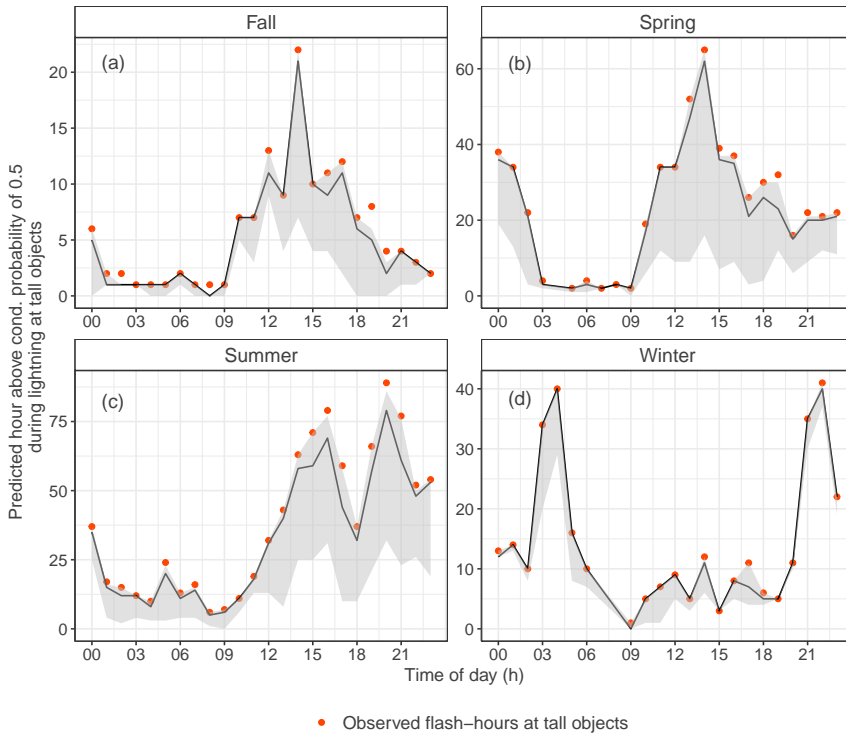 Fall
Spring
(a)
(b)
20
15
10
5
0
60
40
20
0
00 03 06 09 12 15 18 21
00 03 06 09 12 15 18 21
Summer
Winter
(c)
(d)
75
50
25
0
40
30
20
10
0
00 03 06 09 12 15 18 21
00 03 06 09 12 15 18 21
Predicted hour above cond. probability of 0.5
during lightning at tall objects
Time of day (h)
Observed flash−hours at tall objects